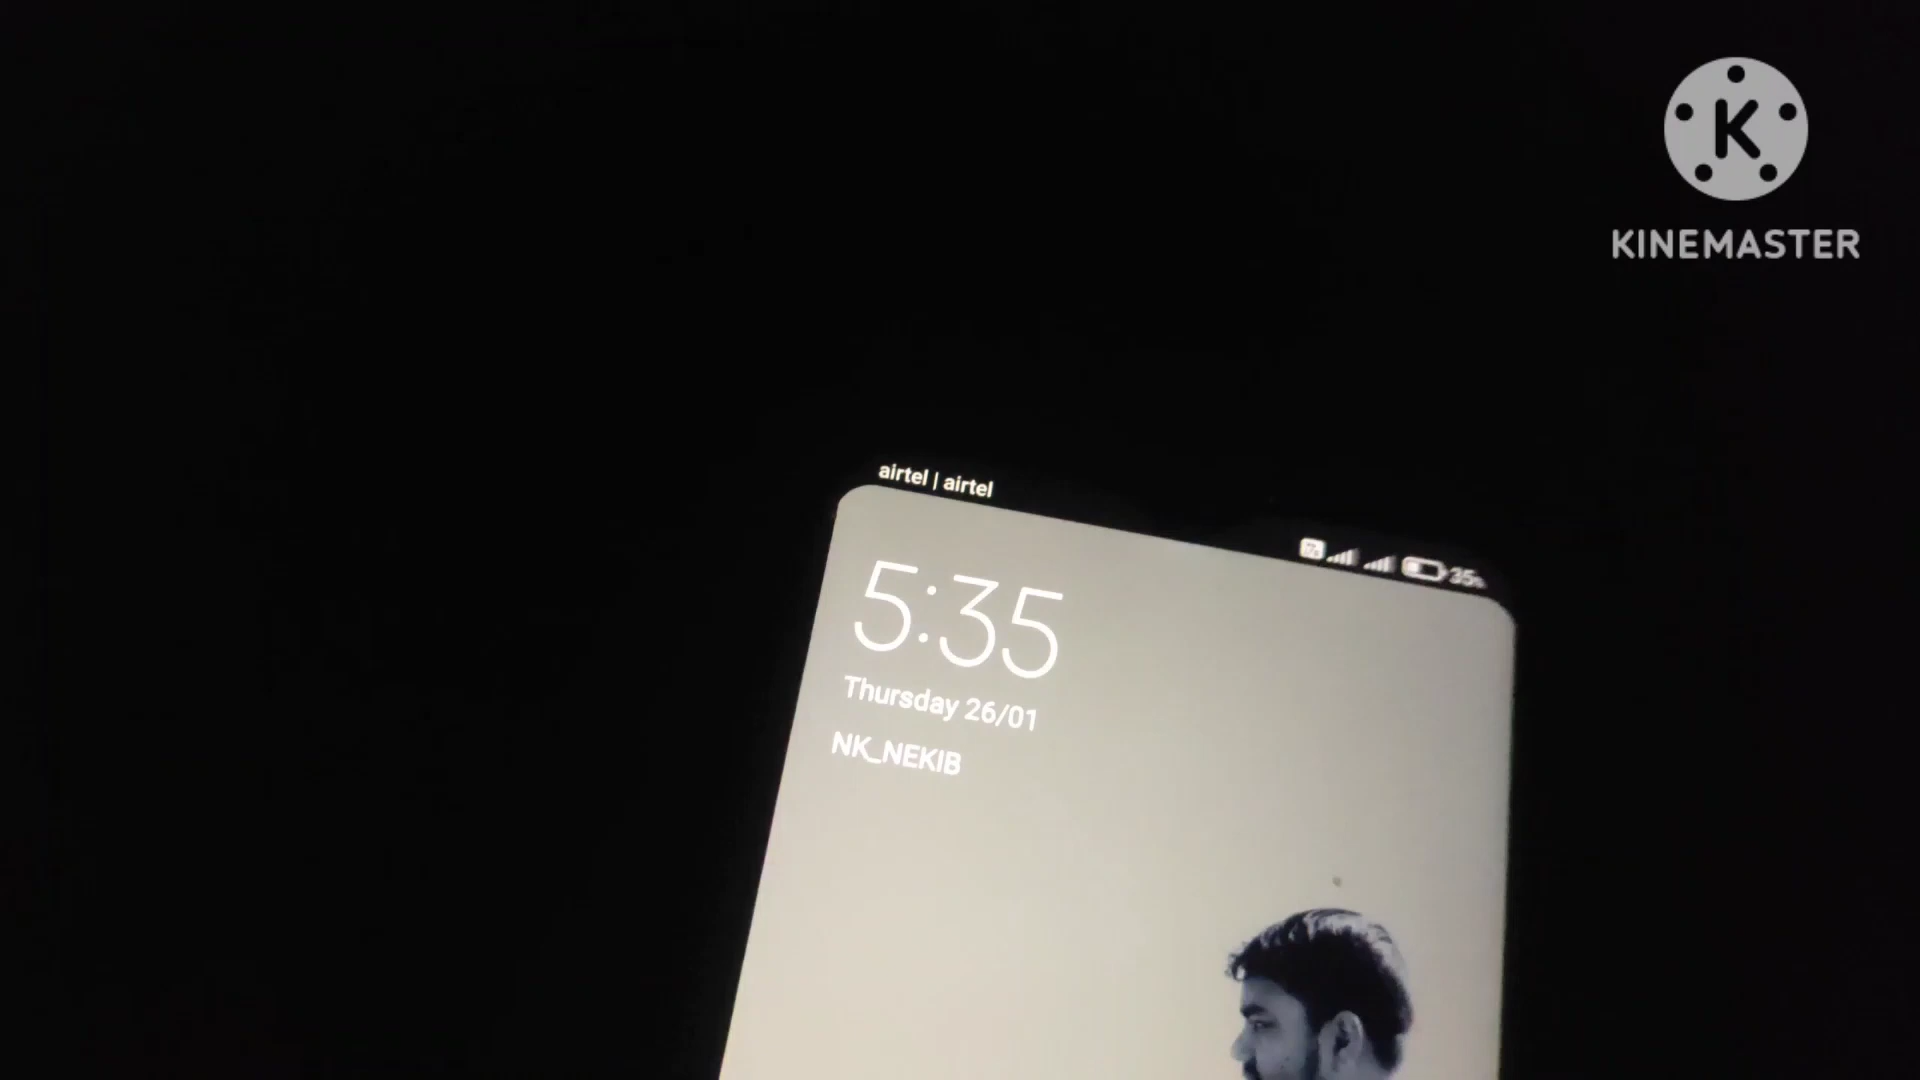 K
KINEMASTER
airtel | airtel
35%
5:35
Thursday 26/01
NK_NEKIB